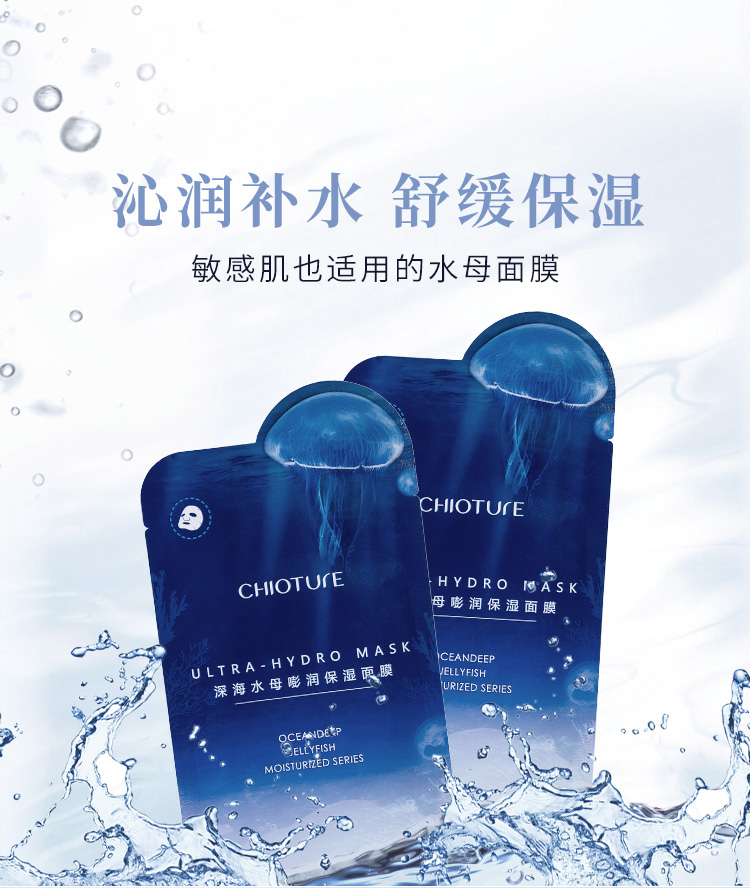 沁润补水 舒缓保湿
敏感肌也适用的水母面膜
CHIOTURE
ULTRA-HYDRO MASK
深海水母嘭润保湿面膜
OCEANDEEP
JELLYFISH
MOISTURIZED SERIES
CHIOTURE
-HYDRO MASK
母嘭润保湿面膜
OCEANDEEP
JELLYFISH
URIZED SERIES